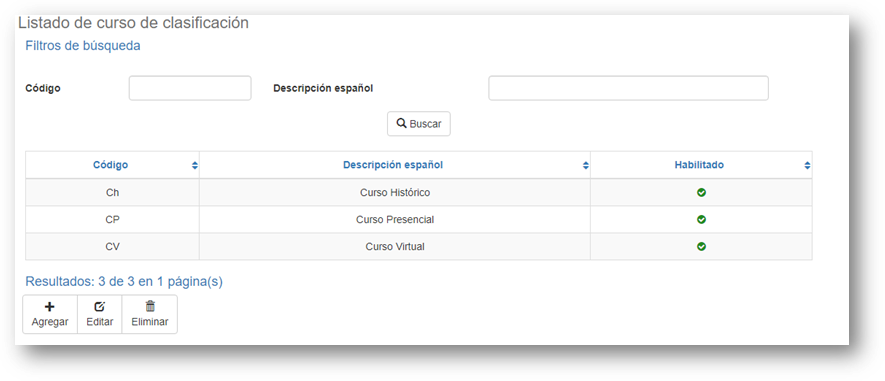 Listado de curso de clasificación
Filtros de búsqueda
Código Descripción español
Buscar
Código Descripción español Habilitado
Ch Curso Histórico
CP Curso Presencial
CV Curso Virtual
Resultados: 3 de 3 en 1 página(s)
Agregar Editar Eliminar